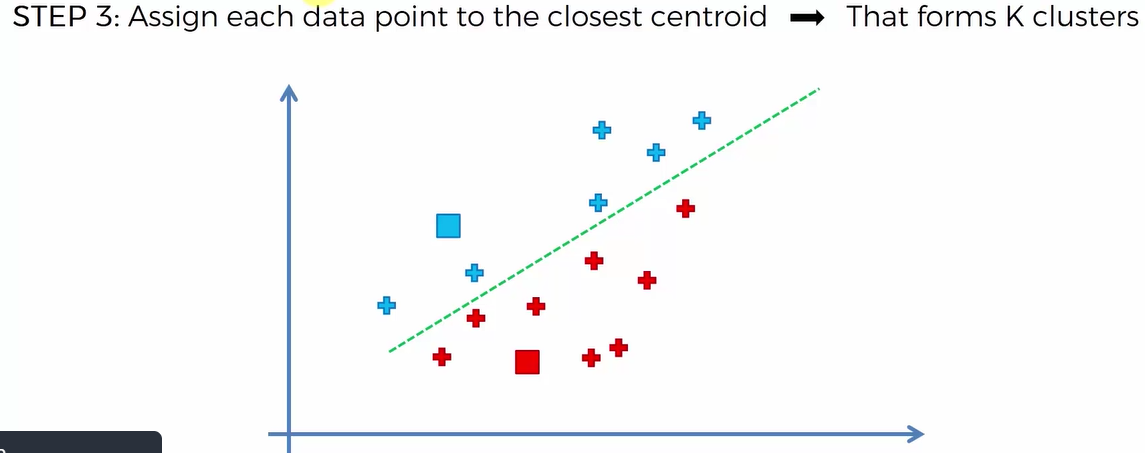 STEP 3: Assign each data point to the closest centroid ➡ That forms K clusters